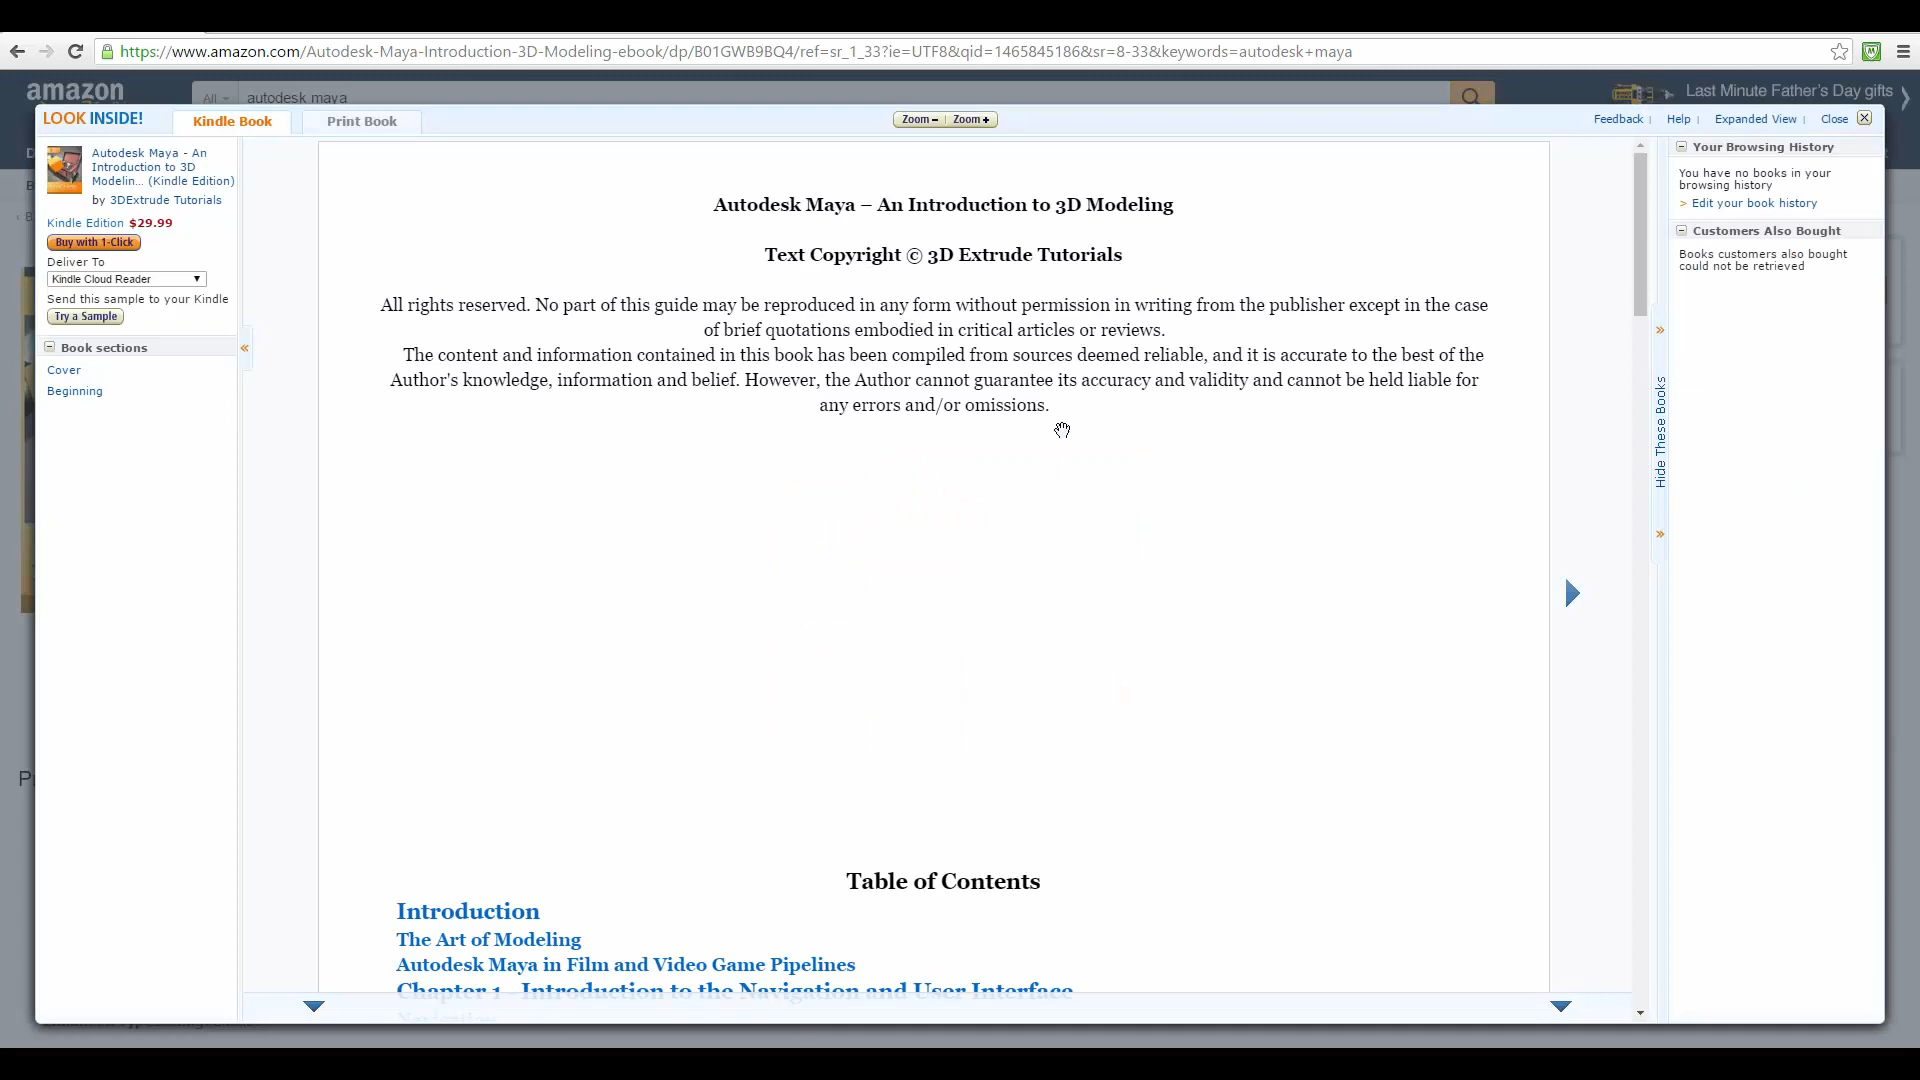 https://www.amazon.com/Autodesk-Maya-Introduction-3D-Modeling-ebook/dp/B01GWB9BQ4/ref=sr_1_33?ie=UTF8&qid=1465845186&sr=8-33&keywords=autodesk+maya
amazon
All
autodesk maya
Last Minute Father's Day gifts
LOOK INSIDE!
Kindle Book
Print Book
Zoom -
Zoom +
Feedback
Help
Expanded View
Close
Autodesk Maya - An
Introduction to 3D
Modelin... (Kindle Edition)
by 3DExtrude Tutorials
Kindle Edition $29.99
Buy with 1-Click
Deliver To
Kindle Cloud Reader
Send this sample to your Kindle
Try a Sample
Book sections
Cover
Beginning
Autodesk Maya – An Introduction to 3D Modeling
Text Copyright © 3D Extrude Tutorials
All rights reserved. No part of this guide may be reproduced in any form without permission in writing from the publisher except in the case
of brief quotations embodied in critical articles or reviews.
The content and information contained in this book has been compiled from sources deemed reliable, and it is accurate to the best of the
Author's knowledge, information and belief. However, the Author cannot guarantee its accuracy and validity and cannot be held liable for
any errors and/or omissions.
Table of Contents
Introduction
The Art of Modeling
Autodesk Maya in Film and Video Game Pipelines
Chapter 1 - Introduction to the Navigation and User Interface
Navigation
Hide These Books
Your Browsing History
You have no books in your
browsing history
> Edit your book history
Customers Also Bought
Books customers also bought
could not be retrieved